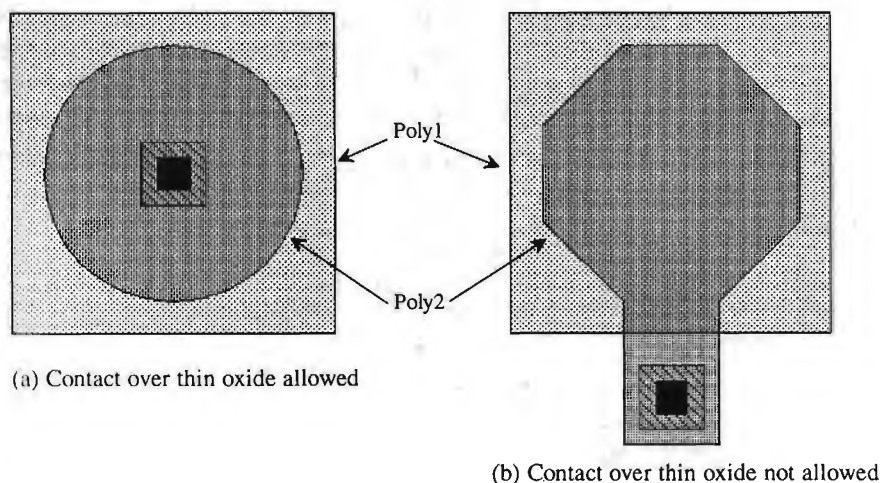 Poly1
Poly2
(a) Contact over thin oxide allowed
(b) Contact over thin oxide not allowed